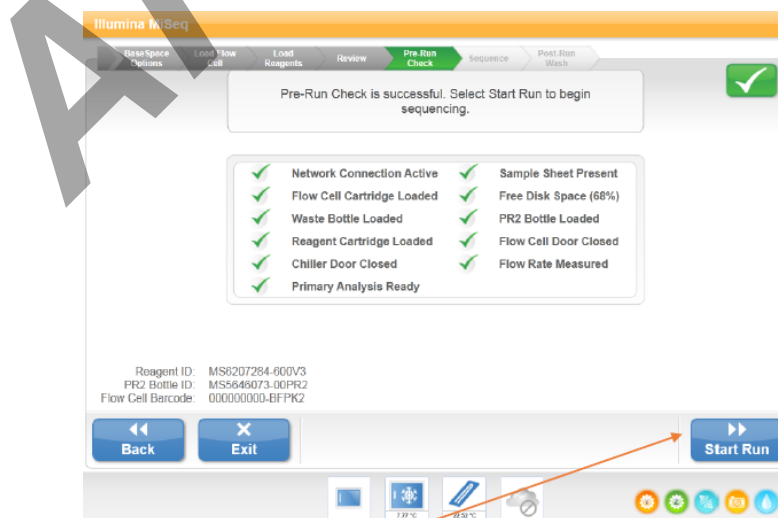 Illumina MiSeq
BaseSpace Options
Load Flow Cell
Load Reagents
Review
Pre-Run Check
Sequence
Post-Run Wash
Pre-Run Check is successful. Select Start Run to begin
sequencing.
Network Connection Active
Sample Sheet Present
Flow Cell Cartridge Loaded
Free Disk Space (68%)
Waste Bottle Loaded
PR2 Bottle Loaded
Reagent Cartridge Loaded
Flow Cell Door Closed
Chiller Door Closed
Flow Rate Measured
Primary Analysis Ready
Reagent ID: MS6207284-600V3
PR2 Bottle ID: MS5646073-00PR2
Flow Cell Barcode: 000000000-BFPK2
Back
Exit
Start Run